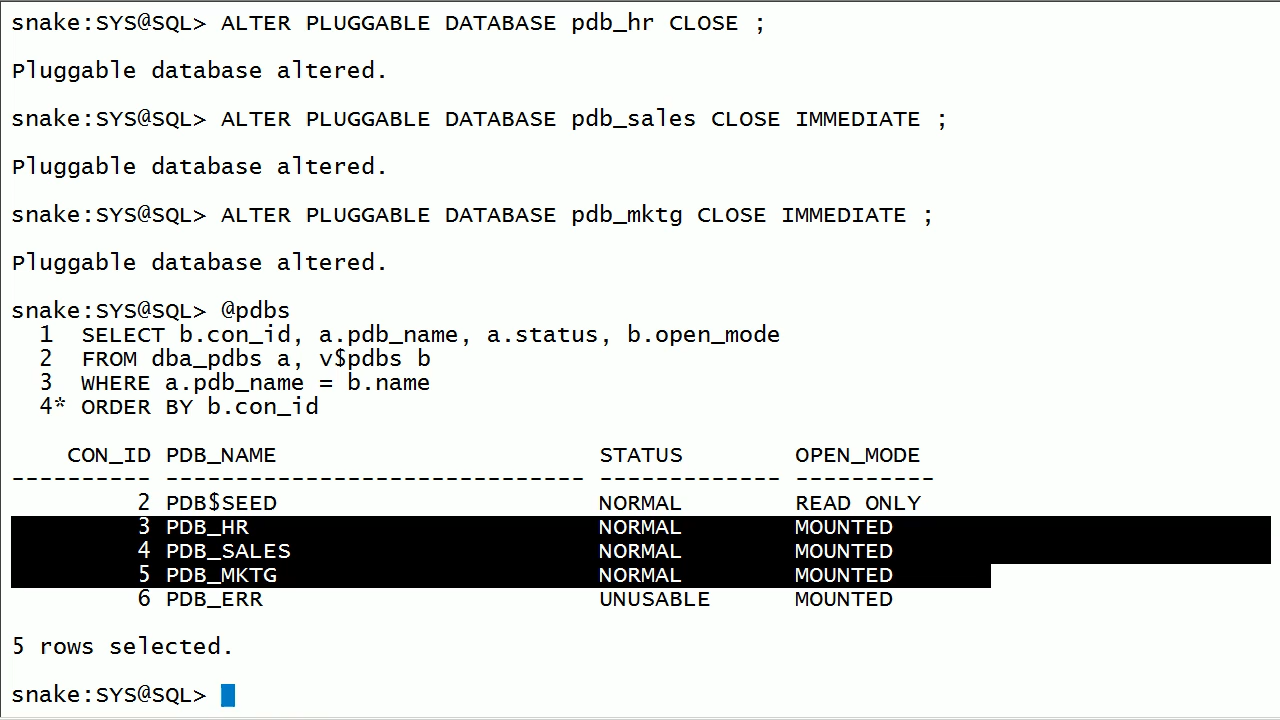 snake:SYS@SQL> ALTER PLUGGABLE DATABASE pdb_hr CLOSE ;
Pluggable database altered.
snake:SYS@SQL> ALTER PLUGGABLE DATABASE pdb_sales CLOSE IMMEDIATE ;
Pluggable database altered.
snake:SYS@SQL> ALTER PLUGGABLE DATABASE pdb_mktg CLOSE IMMEDIATE ;
Pluggable database altered.
snake:SYS@SQL> @pdbs
  1  SELECT b.con_id, a.pdb_name, a.status, b.open_mode
  2  FROM dba_pdbs a, v$pdbs b
  3  WHERE a.pdb_name = b.name
  4* ORDER BY b.con_id
    CON_ID PDB_NAME                       STATUS        OPEN_MODE
---------- ------------------------------ ------------- ----------
         2 PDB$SEED                       NORMAL        READ ONLY
         3 PDB_HR                         NORMAL        MOUNTED
         4 PDB_SALES                      NORMAL        MOUNTED
         5 PDB_MKTG                       NORMAL        MOUNTED
         6 PDB_ERR                        UNUSABLE      MOUNTED
5 rows selected.
snake:SYS@SQL>